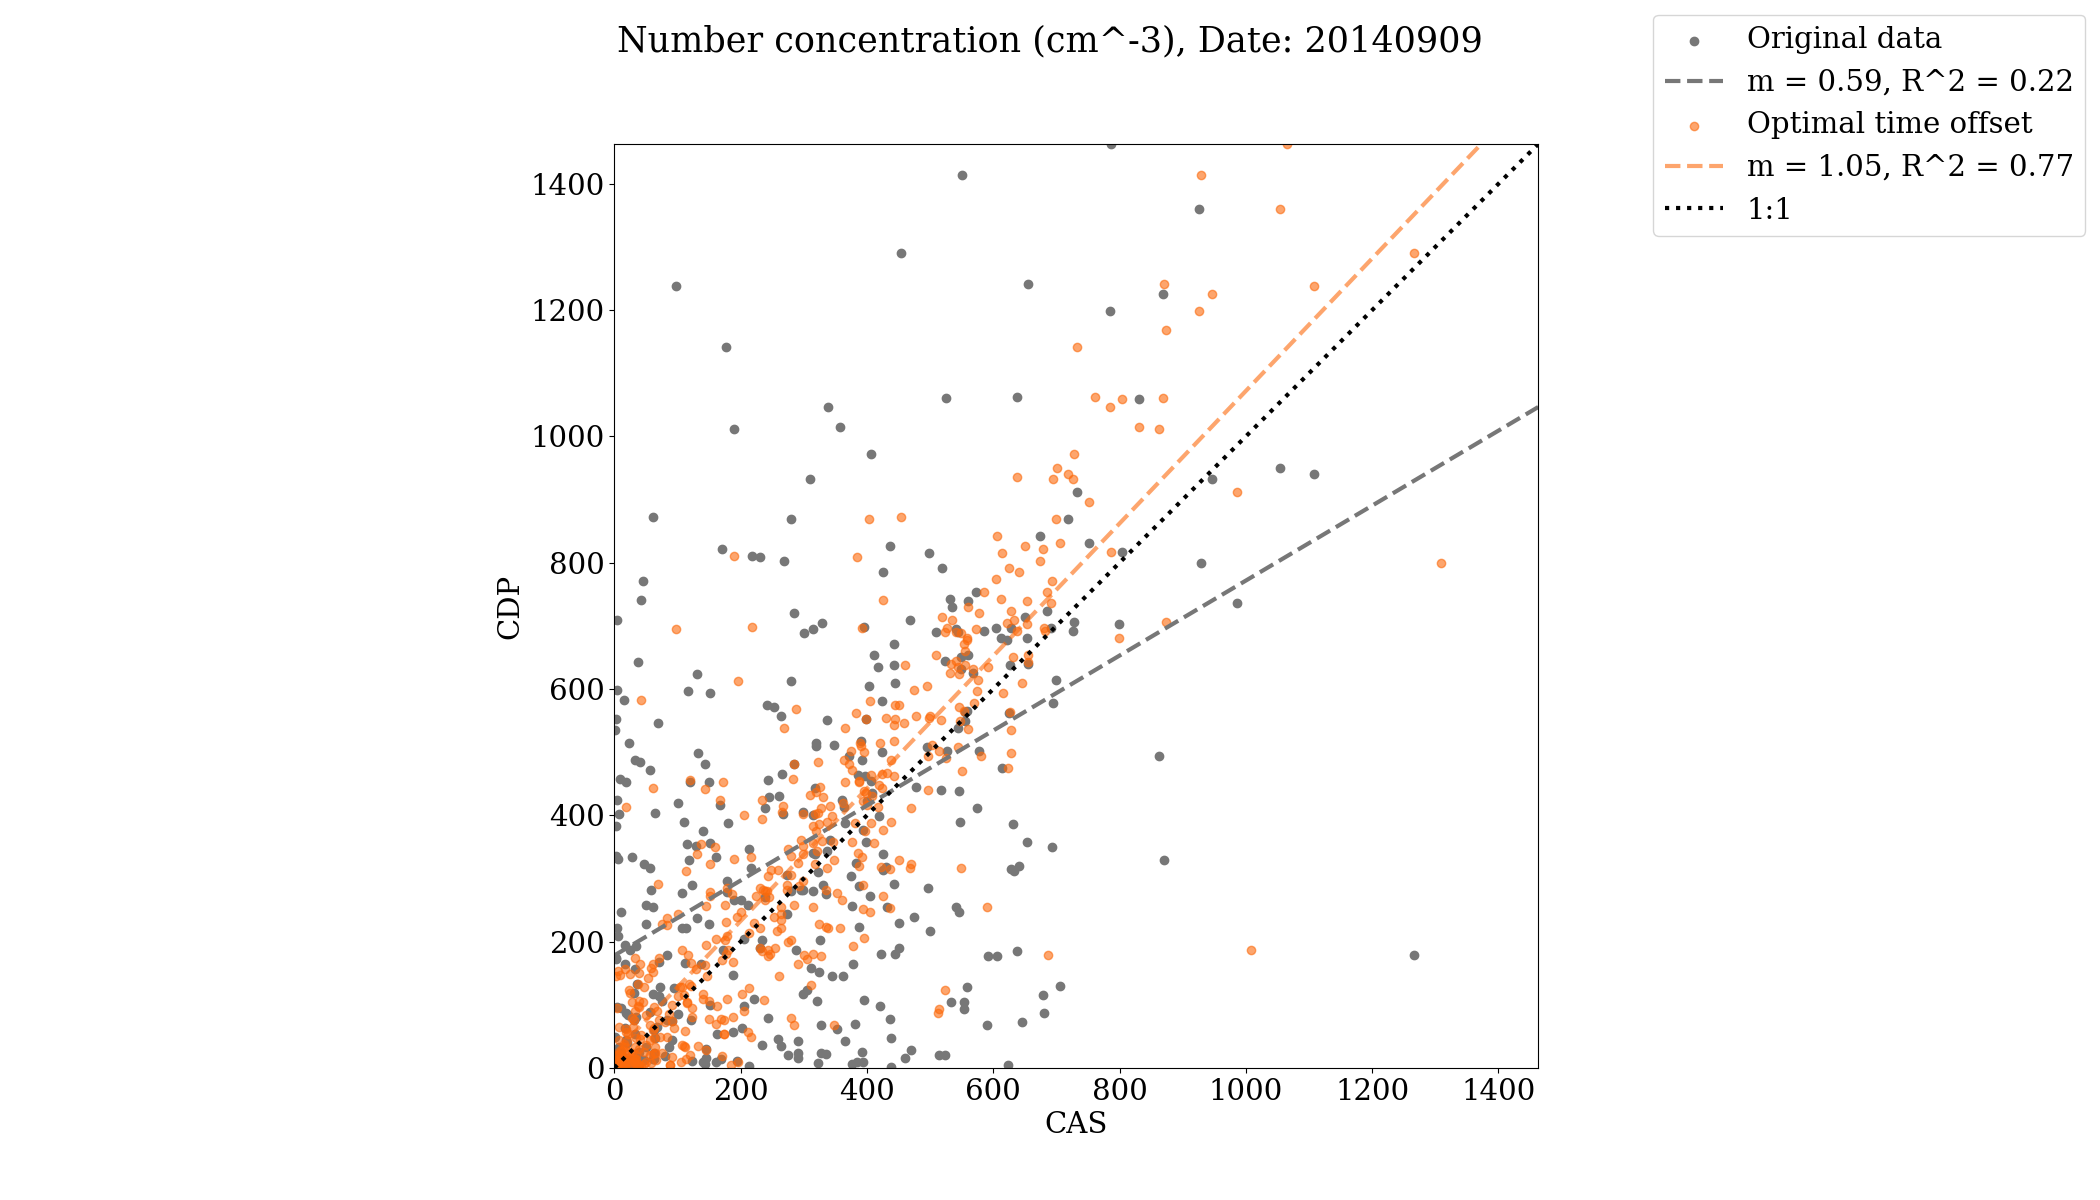 Number concentration (cm^-3), Date: 20140909
Original data
m = 0.59, R^2 = 0.22
Optimal time offset
m = 1.05, R^2 = 0.77
1:1
1400
1200
1000
800
600
400
200
0
CDP
0 200 400 600 800 1000 1200 1400
CAS